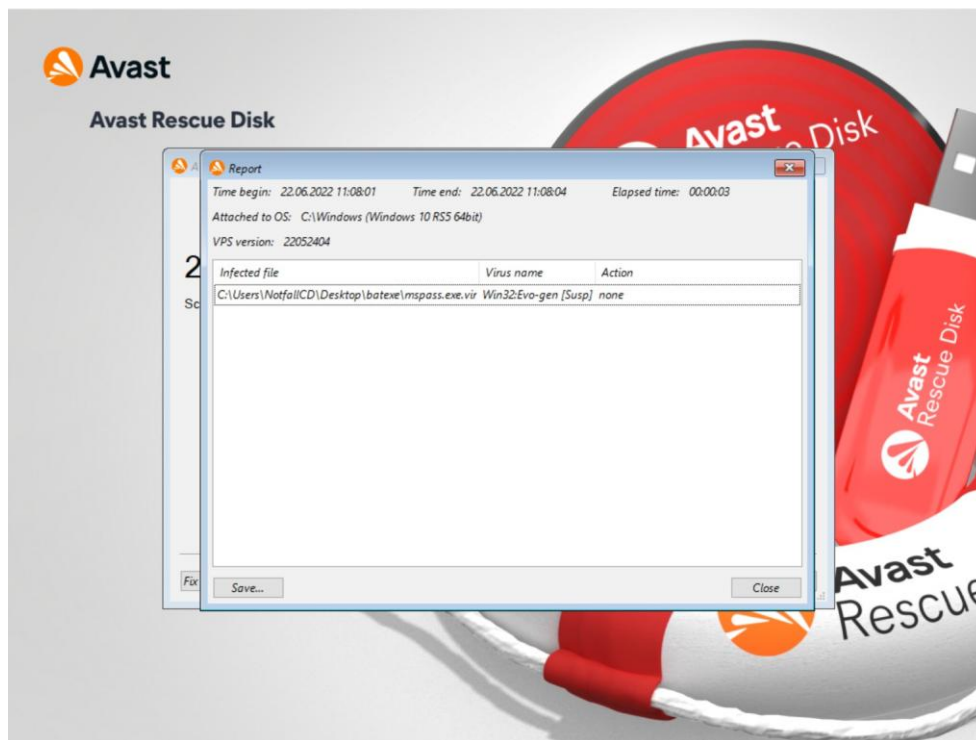 Avast
Avast Rescue Disk
Avast
Rescue Disk
A
Report
Time begin: 22.06.2022 11:08:01 Time end: 22.06.2022 11:08:04 Elapsed time: 00:00:03
Attached to OS: C:\Windows (Windows 10 RS5 64bit)
VPS version: 22052404
2
Sc
Infected file Virus name Action
C:\Users\NotfallCD\Desktop\batexe\mspass.exe.vir Win32:Evo-gen [Susp] none
Avast
Rescue Disk
Fix
Save... Close
Avast
Rescue